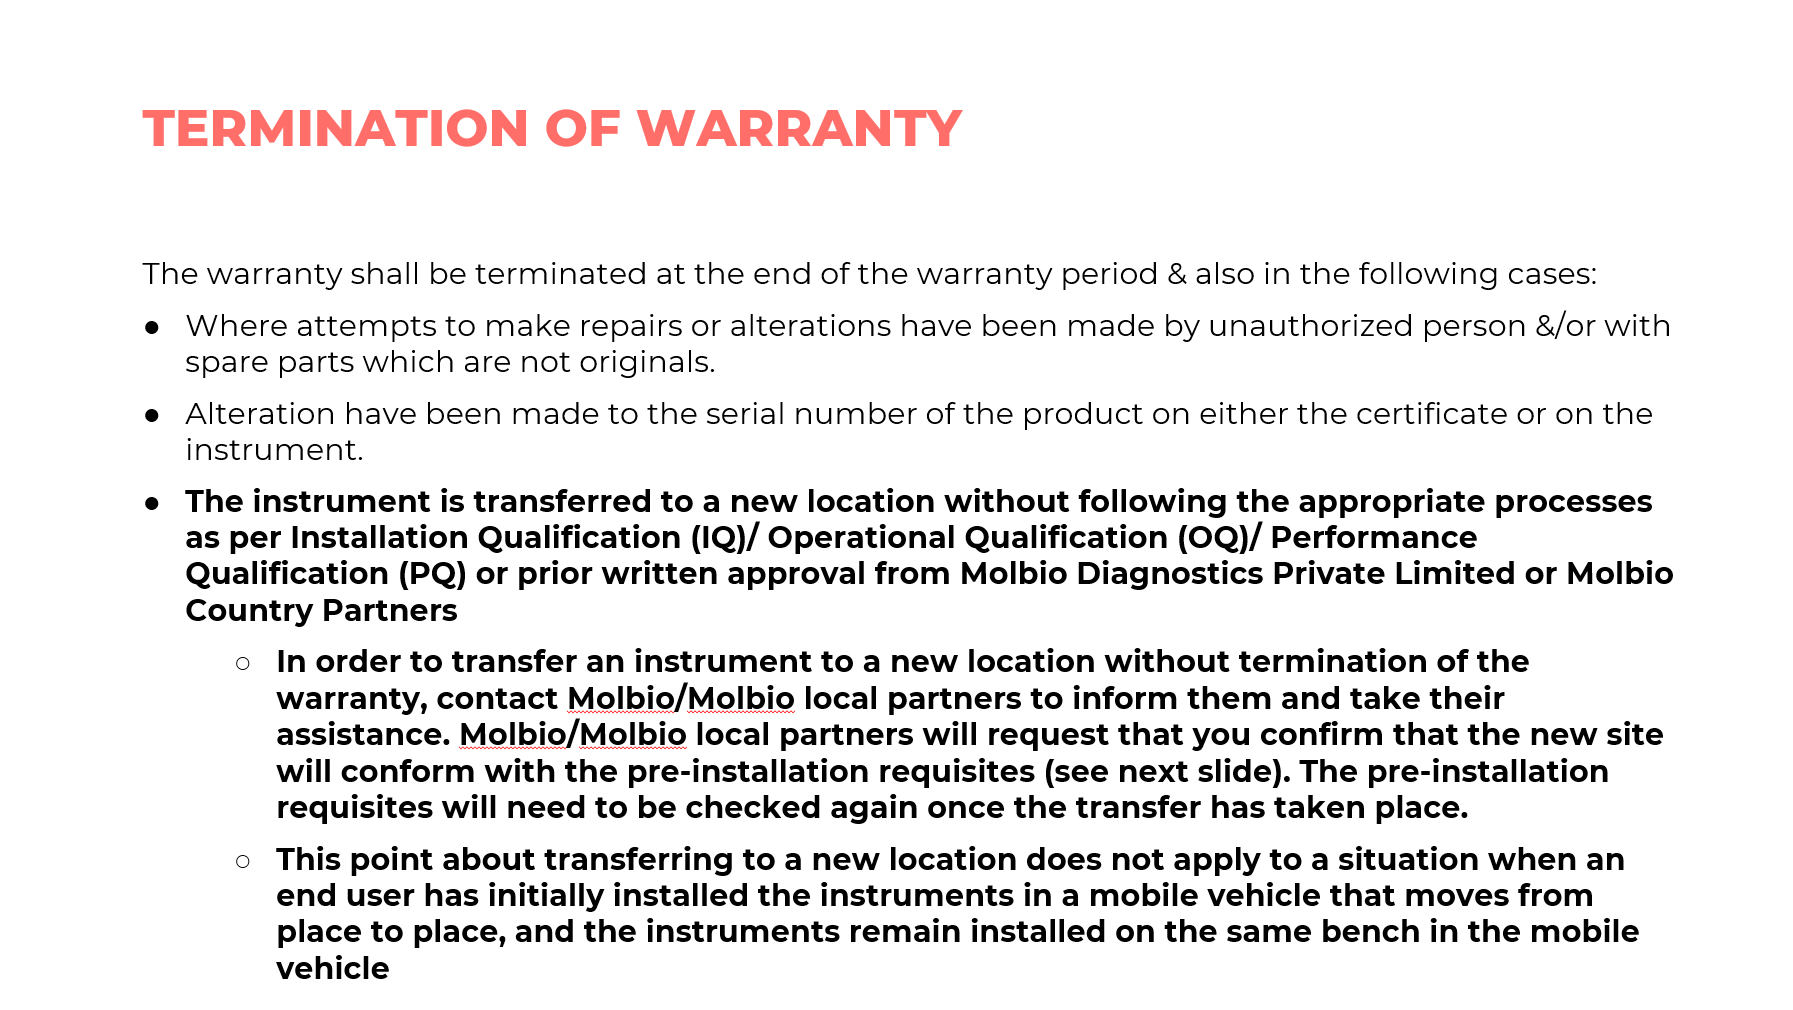 TERMINATION OF WARRANTY
The warranty shall be terminated at the end of the warranty period & also in the following cases:
● Where attempts to make repairs or alterations have been made by unauthorized person &/or with
spare parts which are not originals.
● Alteration have been made to the serial number of the product on either the certificate or on the
instrument.
● The instrument is transferred to a new location without following the appropriate processes
as per Installation Qualification (IQ)/ Operational Qualification (OQ)/ Performance
Qualification (PQ) or prior written approval from Molbio Diagnostics Private Limited or Molbio
Country Partners
○ In order to transfer an instrument to a new location without termination of the
warranty, contact Molbio/Molbio local partners to inform them and take their
assistance. Molbio/Molbio local partners will request that you confirm that the new site
will conform with the pre-installation requisites (see next slide). The pre-installation
requisites will need to be checked again once the transfer has taken place.
○ This point about transferring to a new location does not apply to a situation when an
end user has initially installed the instruments in a mobile vehicle that moves from
place to place, and the instruments remain installed on the same bench in the mobile
vehicle